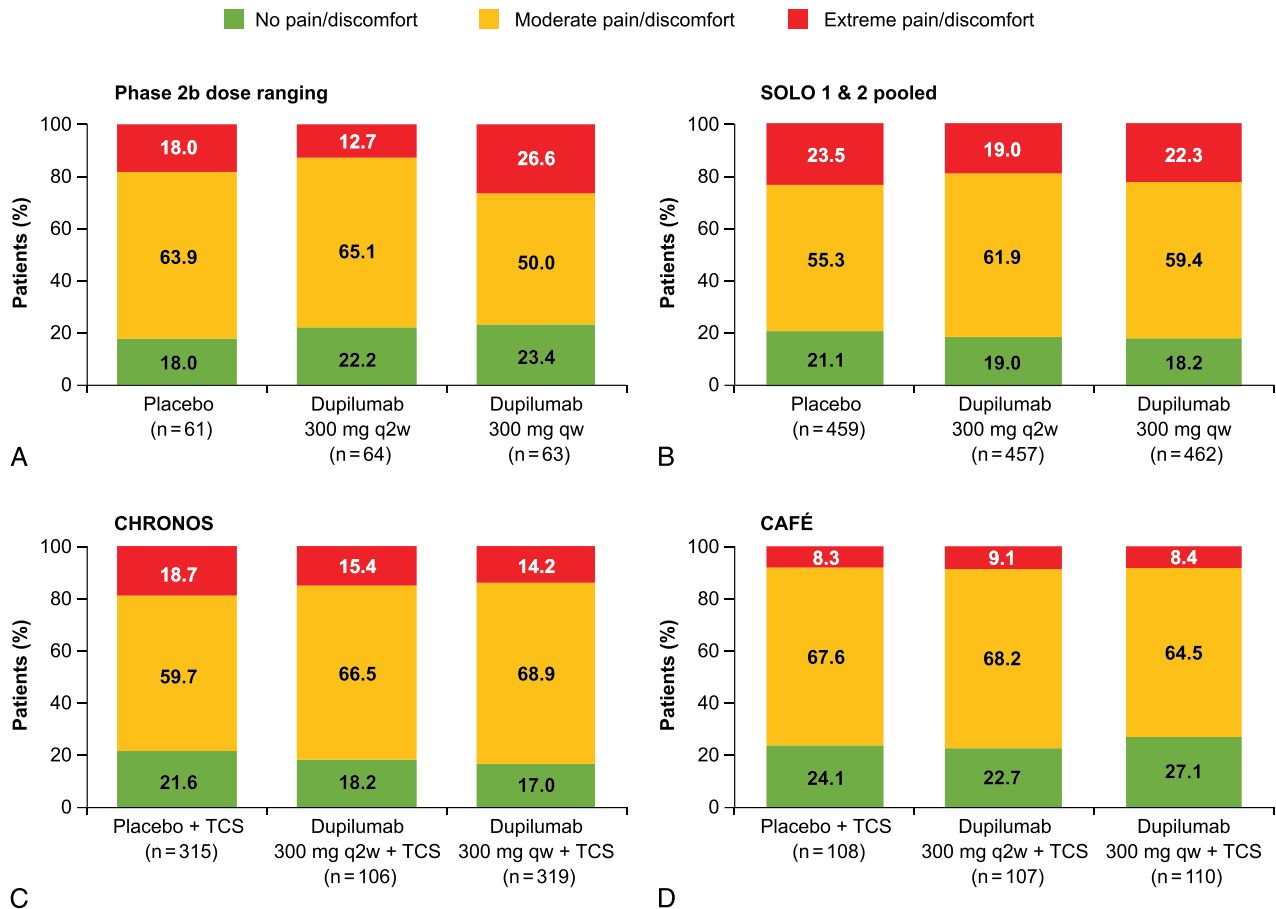 No pain/discomfort Moderate pain/discomfort Extreme pain/discomfort
Phase 2b dose ranging
Patients (%)
100
80
60
40
20
0
18.0
63.9
18.0
12.7
65.1
22.2
26.6
50.0
23.4
Placebo
(n=61)
Dupilumab
300 mg q2w
(n=64)
Dupilumab
300 mg qw
(n=63)
A
SOLO 1 & 2 pooled
Patients (%)
100
80
60
40
20
0
23.5
55.3
21.1
19.0
61.9
19.0
22.3
59.4
18.2
Placebo
(n=459)
Dupilumab
300 mg q2w
(n=457)
Dupilumab
300 mg qw
(n=462)
B
CHRONOS
Patients (%)
100
80
60
40
20
0
18.7
59.7
21.6
15.4
66.5
18.2
14.2
68.9
17.0
Placebo + TCS
(n=315)
Dupilumab
300 mg q2w + TCS
(n=106)
Dupilumab
300 mg qw + TCS
(n=319)
C
CAFÉ
Patients (%)
100
80
60
40
20
0
8.3
67.6
24.1
9.1
68.2
22.7
8.4
64.5
27.1
Placebo + TCS
(n=108)
Dupilumab
300 mg q2w + TCS
(n=107)
Dupilumab
300 mg qw + TCS
(n=110)
D